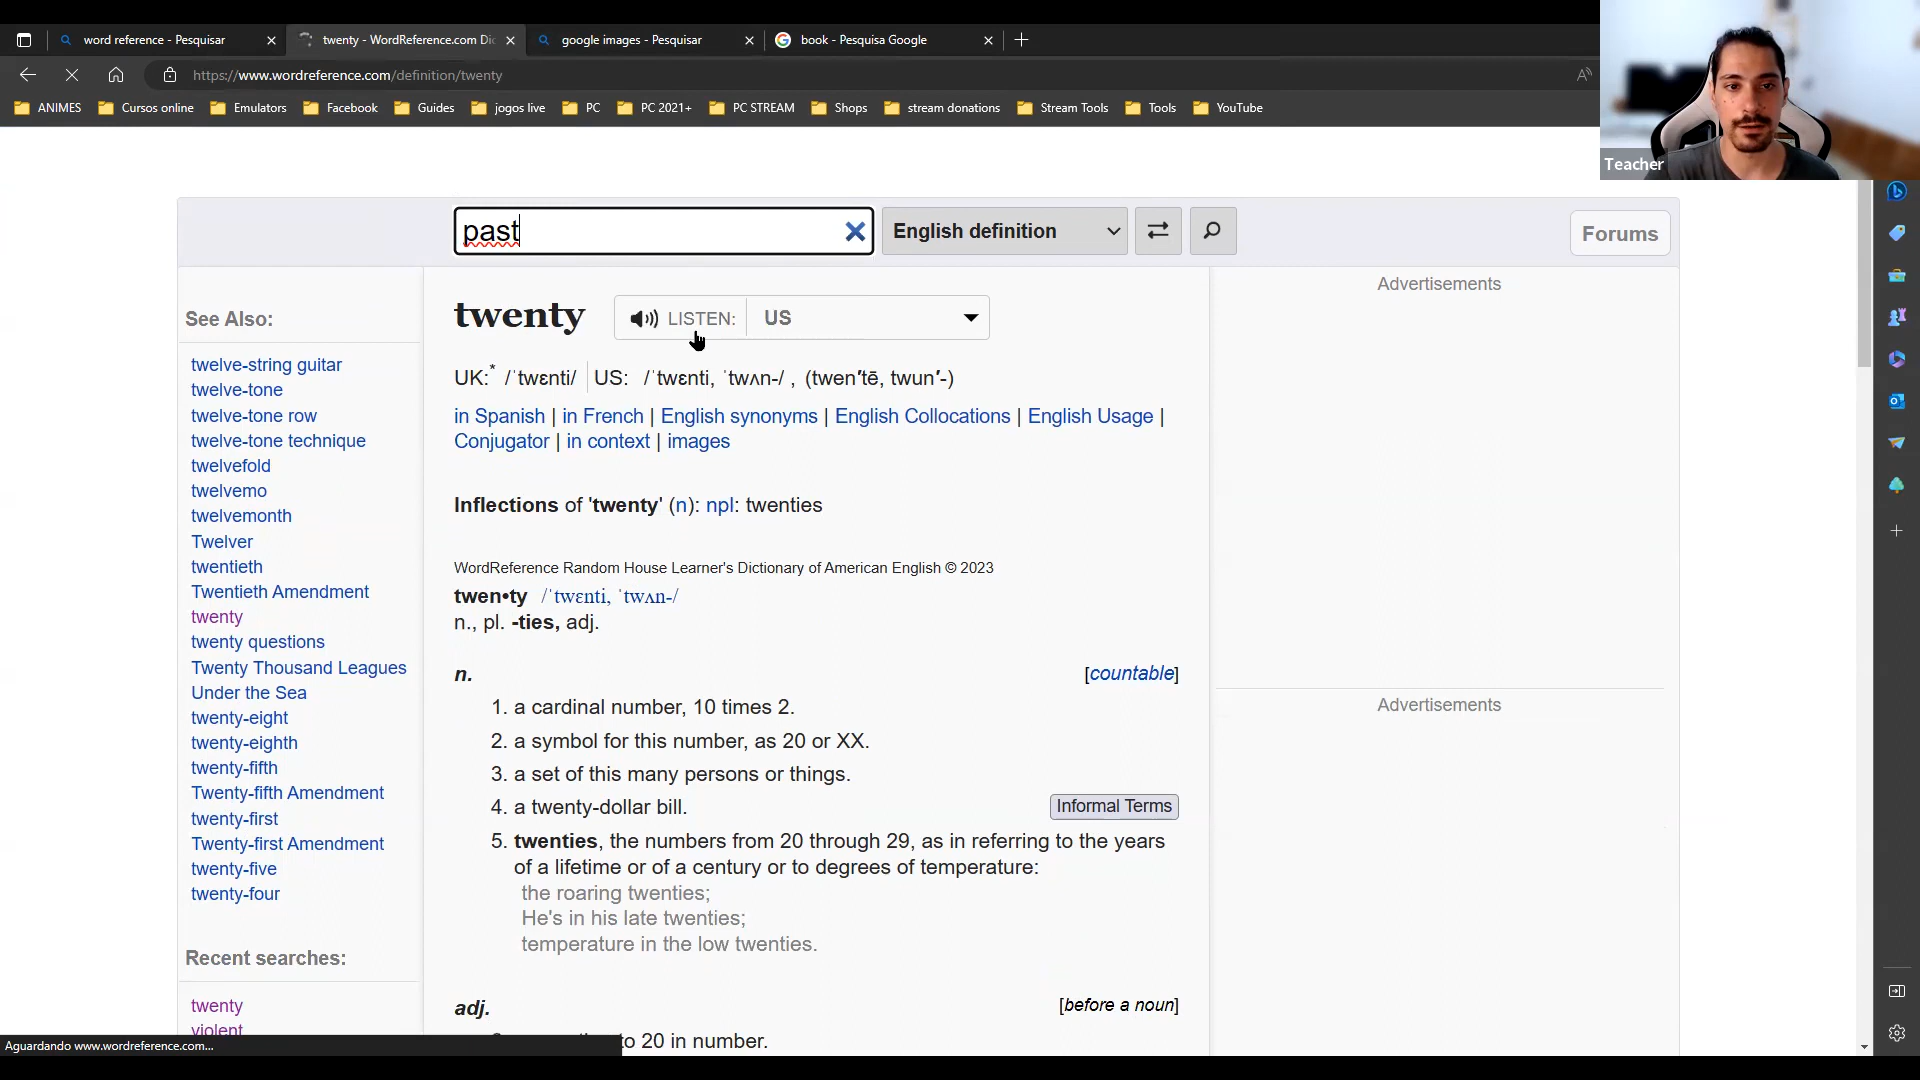 word reference - Pesquisar
twenty - WordReference.com Dic
google images - Pesquisar
book - Pesquisa Google
https://www.wordreference.com/definition/twenty
ANIMES
Cursos online
Emulators
Facebook
Guides
jogos live
PC
PC 2021+
PC STREAM
Shops
stream donations
Stream Tools
Tools
YouTube
Teacher
past
English definition
Forums
See Also:
twelve-string guitar
twelve-tone
twelve-tone row
twelve-tone technique
twelvefold
twelvemo
twelvemonth
Twelver
twentieth
Twentieth Amendment
twenty
twenty questions
Twenty Thousand Leagues
Under the Sea
twenty-eight
twenty-eighth
twenty-fifth
Twenty-fifth Amendment
twenty-first
Twenty-first Amendment
twenty-five
twenty-four
Recent searches:
twenty
violent
twenty
LISTEN:
US
UK:* /ˈtwɛnti/ US: /ˈtwɛnti, ˈtwʌn-/ , (twen′tē, twun′-)
in Spanish | in French | English synonyms | English Collocations | English Usage |
Conjugator | in context | images
Inflections of 'twenty' (n): npl: twenties
WordReference Random House Learner's Dictionary of American English © 2023
twen•ty /ˈtwɛnti, ˈtwʌn-/
n., pl. -ties, adj.
n. [countable]
1. a cardinal number, 10 times 2.
2. a symbol for this number, as 20 or XX.
3. a set of this many persons or things.
4. a twenty-dollar bill. Informal Terms
5. twenties, the numbers from 20 through 29, as in referring to the years
of a lifetime or of a century or to degrees of temperature:
the roaring twenties;
He's in his late twenties;
temperature in the low twenties.
adj. [before a noun]
to 20 in number.
Advertisements
Advertisements
Aguardando www.wordreference.com...